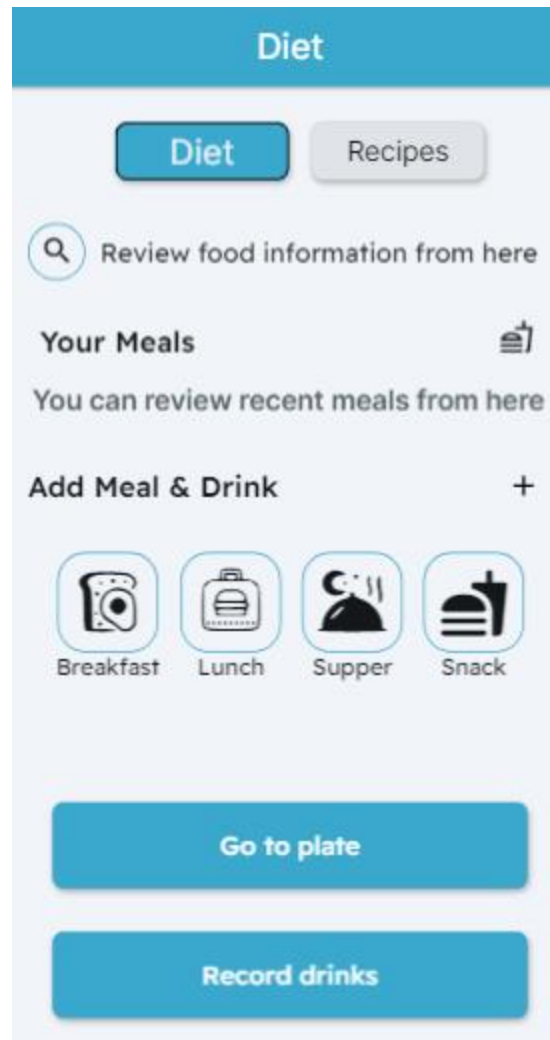 Diet
Diet Recipes
Review food information from here
Your Meals
You can review recent meals from here
Add Meal & Drink +
Breakfast Lunch Supper Snack
Go to plate
Record drinks